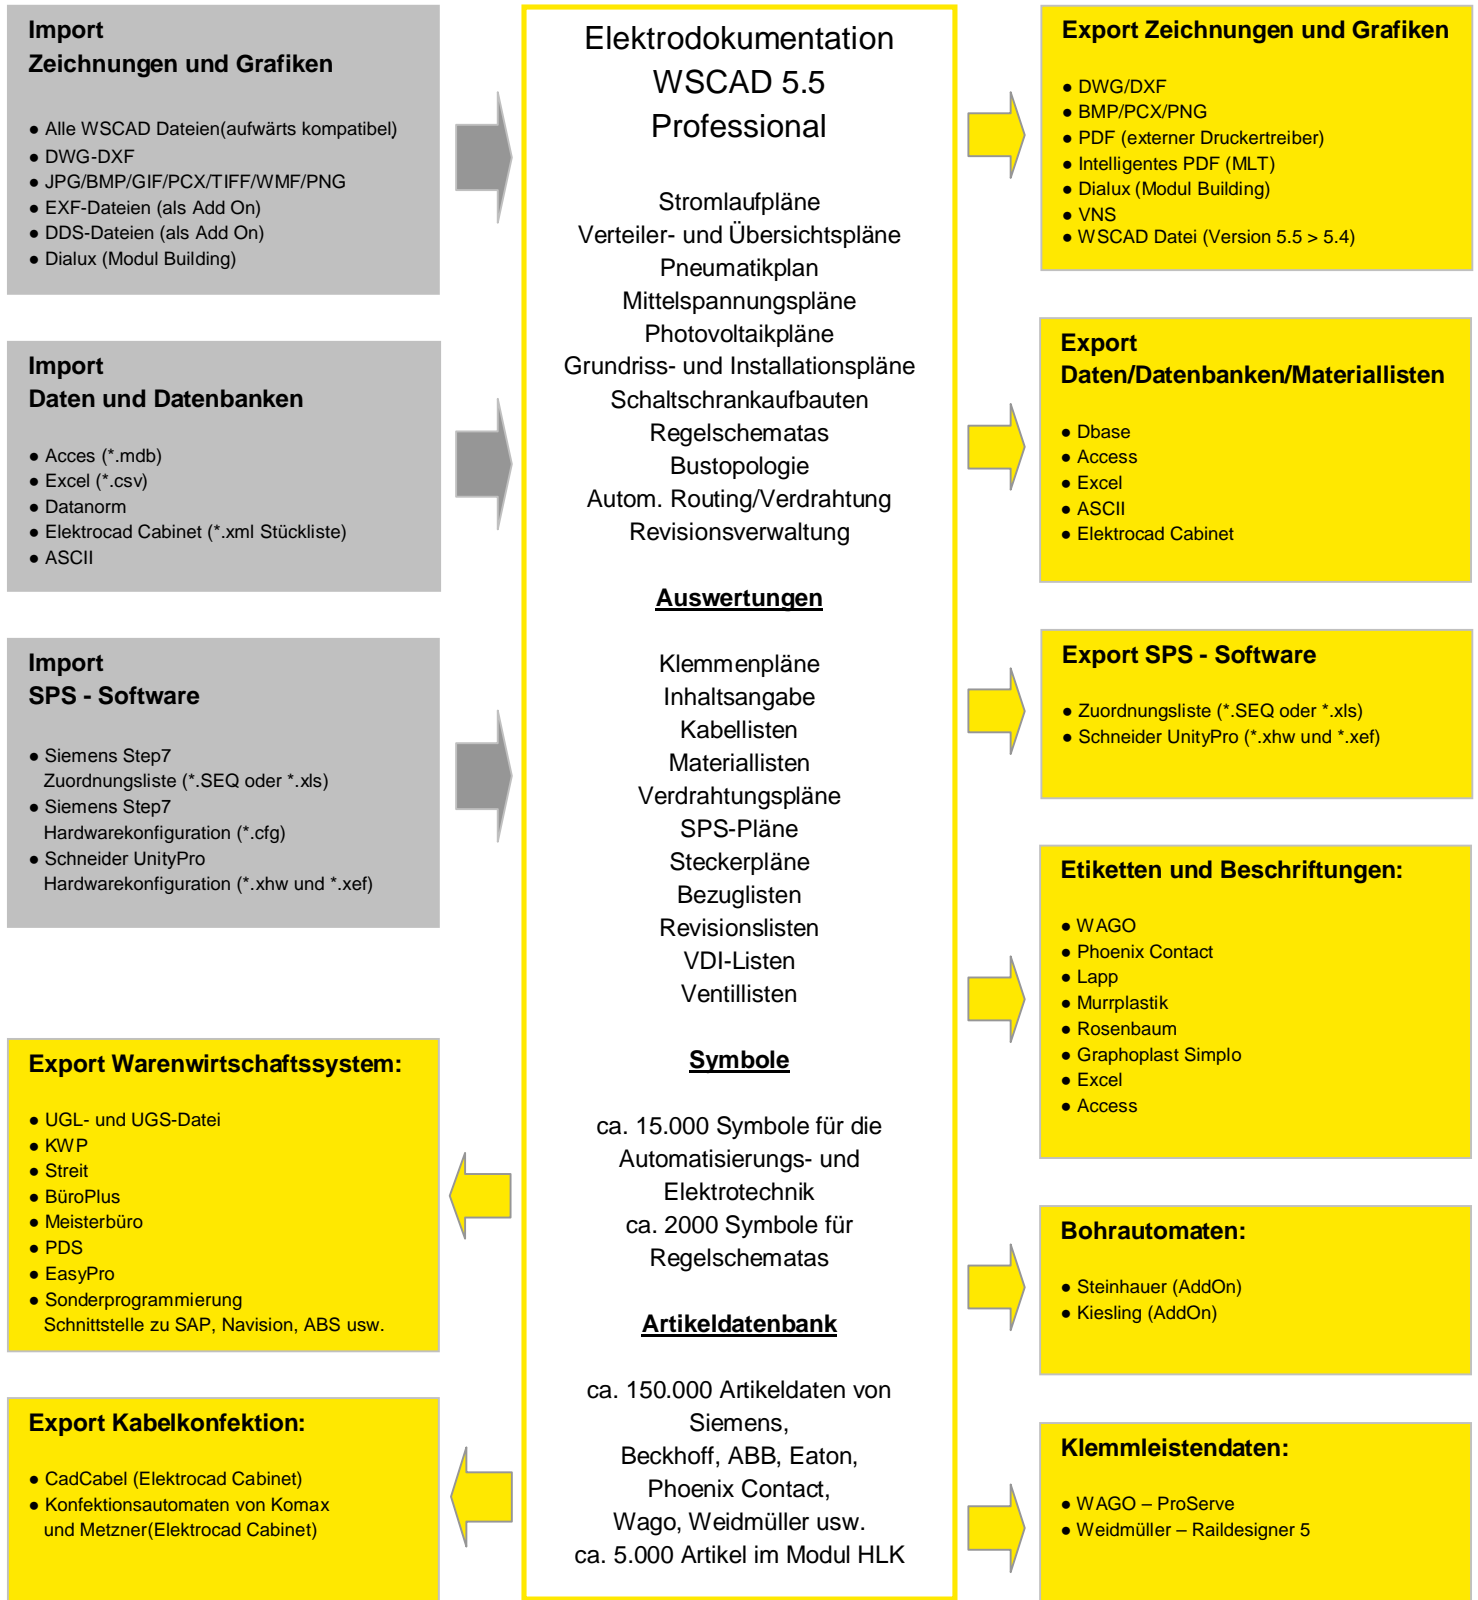 Import
Zeichnungen und Grafiken
● Alle WSCAD Dateien(aufwärts kompatibel)
● DWG-DXF
● JPG/BMP/GIF/PCX/TIFF/WMF/PNG
● EXF-Dateien (als Add On)
● DDS-Dateien (als Add On)
● Dialux (Modul Building)
Import
Daten und Datenbanken
● Acces (*.mdb)
● Excel (*.csv)
● Datanorm
● Elektrocad Cabinet (*.xml Stückliste)
● ASCII
Import
SPS - Software
● Siemens Step7
Zuordnungsliste (*.SEQ oder *.xls)
● Siemens Step7
Hardwarekonfiguration (*.cfg)
● Schneider UnityPro
Hardwarekonfiguration (*.xhw und *.xef)
Export Warenwirtschaftssystem:
● UGL- und UGS-Datei
● KWP
● Streit
● BüroPlus
● Meisterbüro
● PDS
● EasyPro
● Sonderprogrammierung
Schnittstelle zu SAP, Navision, ABS usw.
Export Kabelkonfektion:
● CadCabel (Elektrocad Cabinet)
● Konfektionsautomaten von Komax
und Metzner(Elektrocad Cabinet)
Elektrodokumentation
WSCAD 5.5
Professional
Stromlaufpläne
Verteiler- und Übersichtspläne
Pneumatikplan
Mittelspannungspläne
Photovoltaikpläne
Grundriss- und Installationspläne
Schaltschrankaufbauten
Regelschematas
Bustopologie
Autom. Routing/Verdrahtung
Revisionsverwaltung
Auswertungen
Klemmenpläne
Inhaltsangabe
Kabellisten
Materiallisten
Verdrahtungspläne
SPS-Pläne
Steckerpläne
Bezuglisten
Revisionslisten
VDI-Listen
Ventillisten
Symbole
ca. 15.000 Symbole für die
Automatisierungs- und
Elektrotechnik
ca. 2000 Symbole für
Regelschematas
Artikeldatenbank
ca. 150.000 Artikeldaten von
Siemens,
Beckhoff, ABB, Eaton,
Phoenix Contact,
Wago, Weidmüller usw.
ca. 5.000 Artikel im Modul HLK
Export Zeichnungen und Grafiken
● DWG/DXF
● BMP/PCX/PNG
● PDF (externer Druckertreiber)
● Intelligentes PDF (MLT)
● Dialux (Modul Building)
● VNS
● WSCAD Datei (Version 5.5 > 5.4)
Export
Daten/Datenbanken/Materiallisten
● Dbase
● Access
● Excel
● ASCII
● Elektrocad Cabinet
Export SPS - Software
● Zuordnungsliste (*.SEQ oder *.xls)
● Schneider UnityPro (*.xhw und *.xef)
Etiketten und Beschriftungen:
● WAGO
● Phoenix Contact
● Lapp
● Murrplastik
● Rosenbaum
● Graphoplast Simplo
● Excel
● Access
Bohrautomaten:
● Steinhauer (AddOn)
● Kiesling (AddOn)
Klemmleistendaten:
● WAGO – ProServe
● Weidmüller – Raildesigner 5